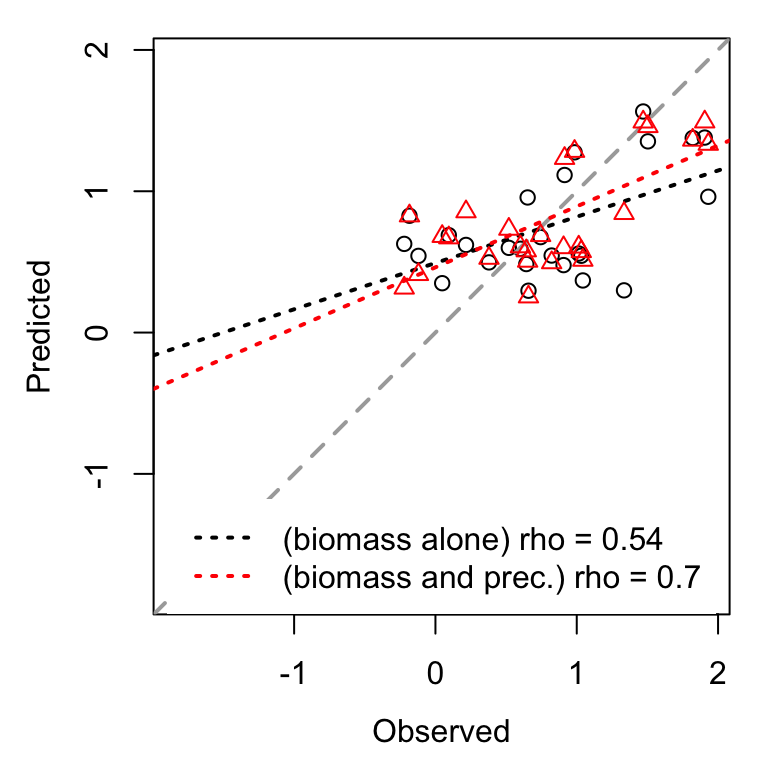 2
1
0
-1
Predicted
(biomass alone) rho = 0.54
(biomass and prec.) rho = 0.7
-1 0 1 2
Observed